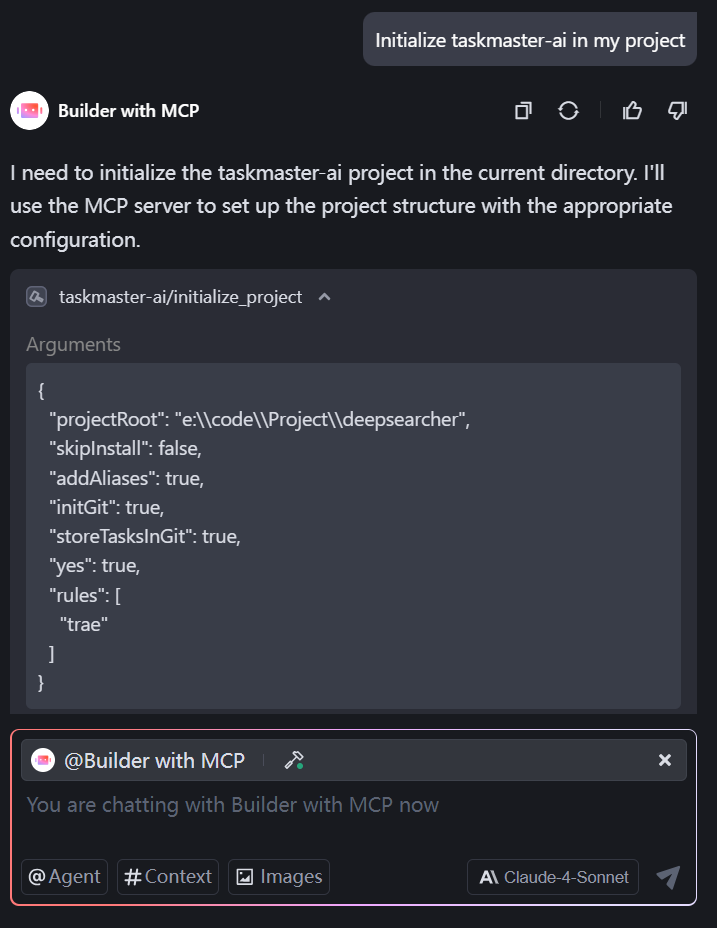 Initialize taskmaster-ai in my project
Builder with MCP
I need to initialize the taskmaster-ai project in the current directory. I'll
use the MCP server to set up the project structure with the appropriate
configuration.
taskmaster-ai/initialize_project
Arguments
{
"projectRoot": "e:\\code\\Project\\deepsearcher",
"skipInstall": false,
"addAliases": true,
"initGit": true,
"storeTasksInGit": true,
"yes": true,
"rules": [
"trae"
]
}
@Builder with MCP
You are chatting with Builder with MCP now
@ Agent # Context Images Claude-4-Sonnet